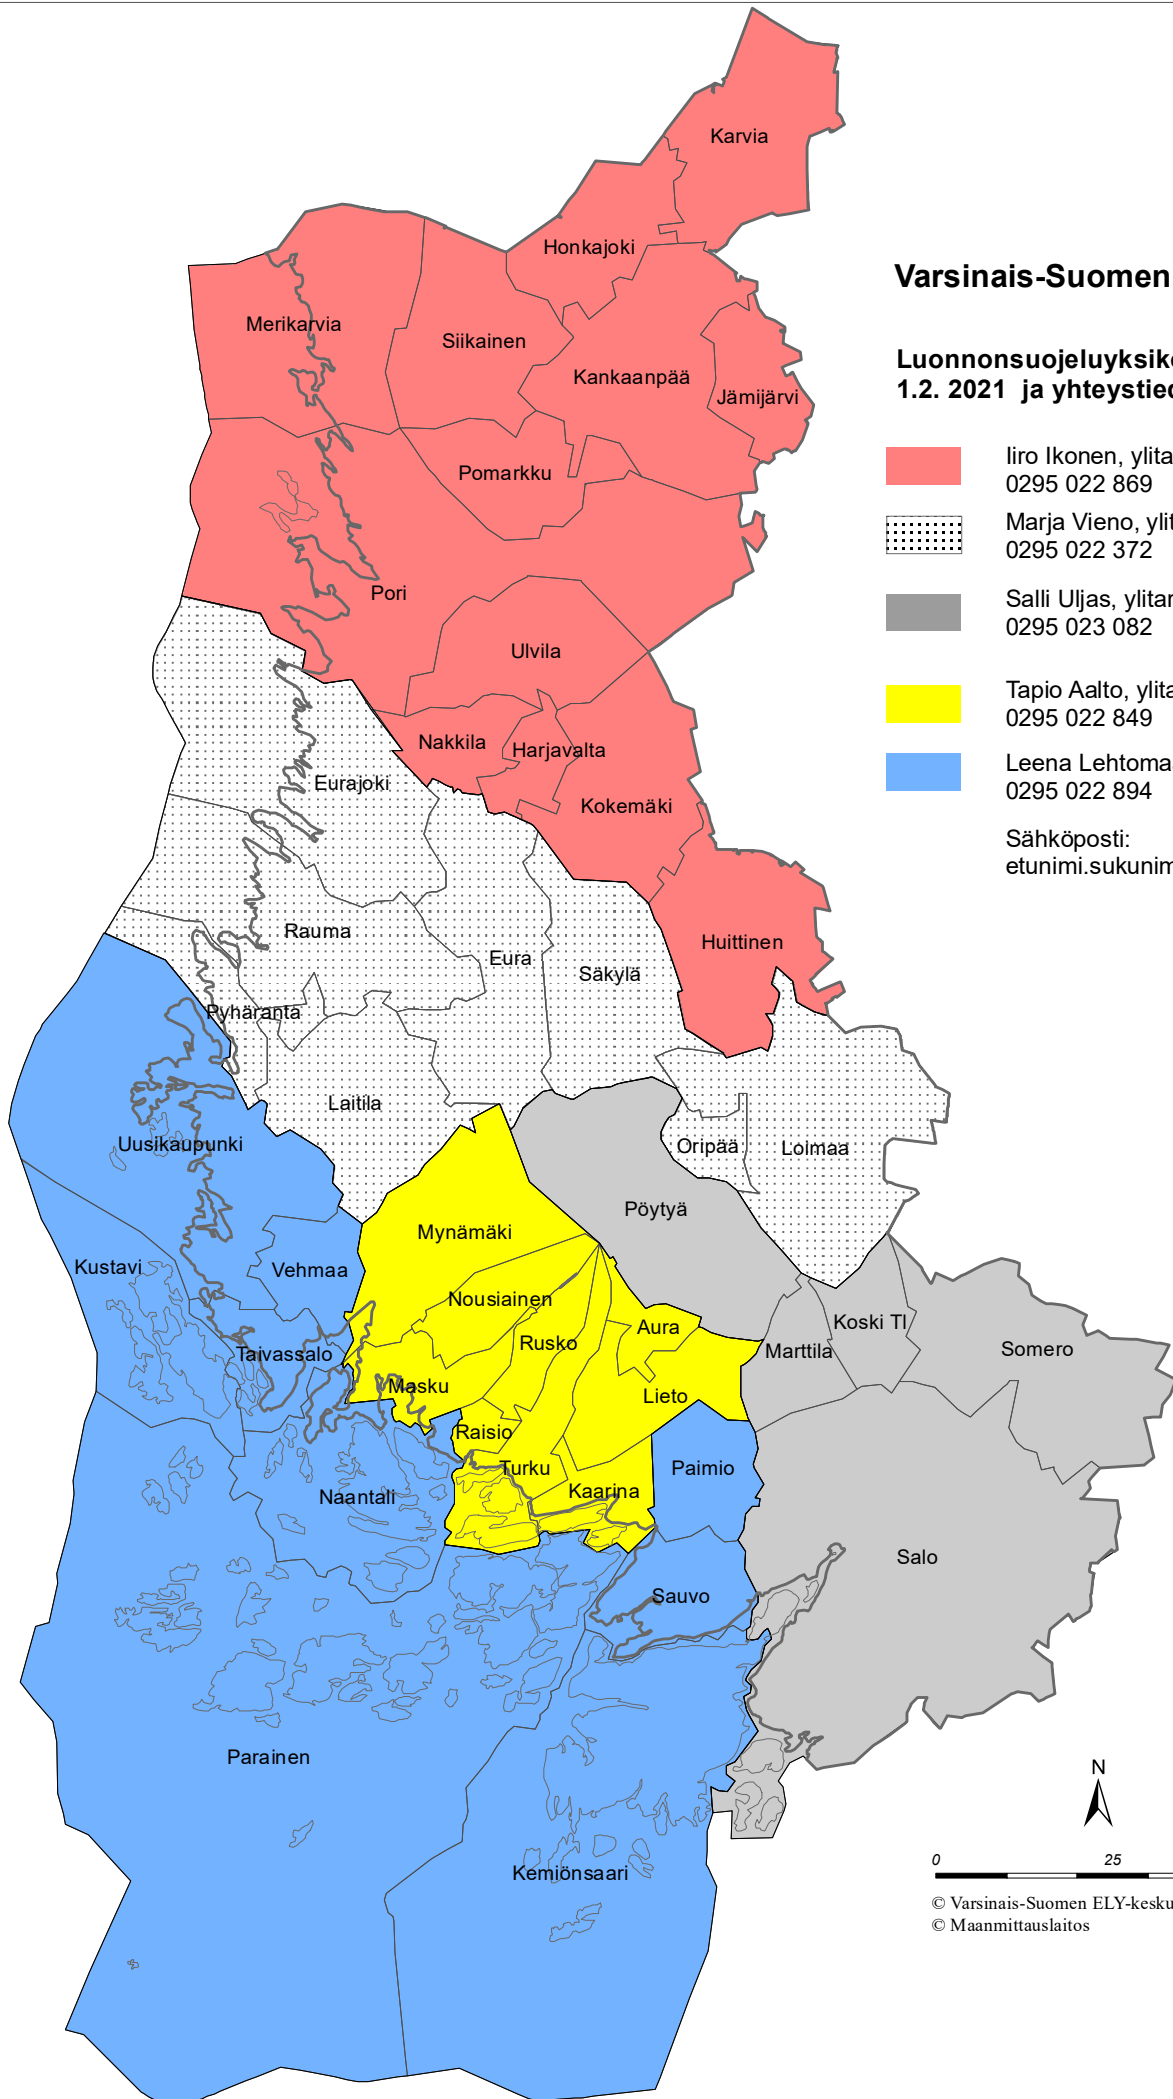 Karvia
Honkajoki
Varsinais-Suomen
Merikarvia
Siikainen
Kankaanpää
Jämijärvi
Luonnonsuojeluyksik
1.2. 2021 ja yhteystied
Pomarkku
Iiro Ikonen, ylita
0295 022 869
Marja Vieno, ylit
0295 022 372
Pori
Salli Uljas, ylitar
0295 023 082
Ulvila
Tapio Aalto, ylita
0295 022 849
Nakkila
Harjavalta
Leena Lehtoma
0295 022 894
Eurajoki
Kokemäki
Sähköposti:
etunimi.sukunim
Rauma
Eura
Säkylä
Huittinen
Pyhäranta
Laitila
Uusikaupunki
Oripää
Loimaa
Pöytyä
Mynämäki
Kustavi
Vehmaa
Nousiainen
Aura
Koski Tl
Rusko
Taivassalo
Marttila
Somero
Masku
Lieto
Raisio
Turku
Paimio
Naantali
Kaarina
Salo
Sauvo
Parainen
N
Kemiönsaari
0 25
© Varsinais-Suomen ELY-kesku
© Maanmittauslaitos